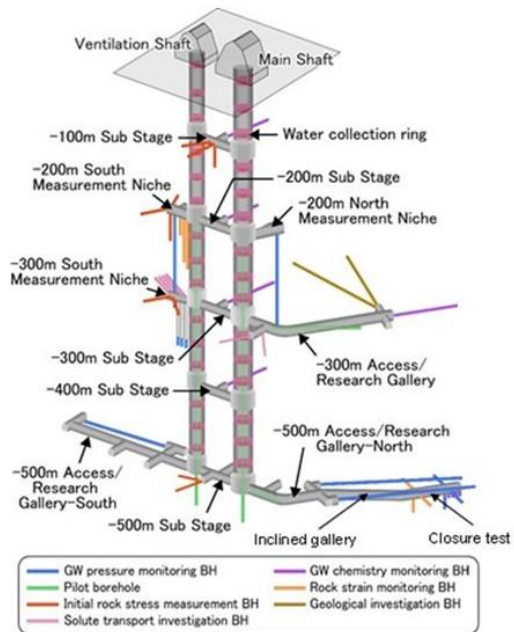 Ventilation Shaft
Main Shaft
-100m Sub Stage
Water collection ring
-200m South
Measurement Niche
-200m Sub Stage
-200m North
Measurement Niche
-300m South
Measurement Niche
-300m Sub Stage
-300m Access/
Research Gallery
-400m Sub Stage
-500m Access/Research
Gallery-North
-500m Access/
Research
Gallery-South
-500m Sub Stage
Inclined gallery
Closure test
GW pressure monitoring BH
GW chemistry monitoring BH
Pilot borehole
Rock strain monitoring BH
Initial rock stress measurement BH
Geological investigation BH
Solute transport investigation BH